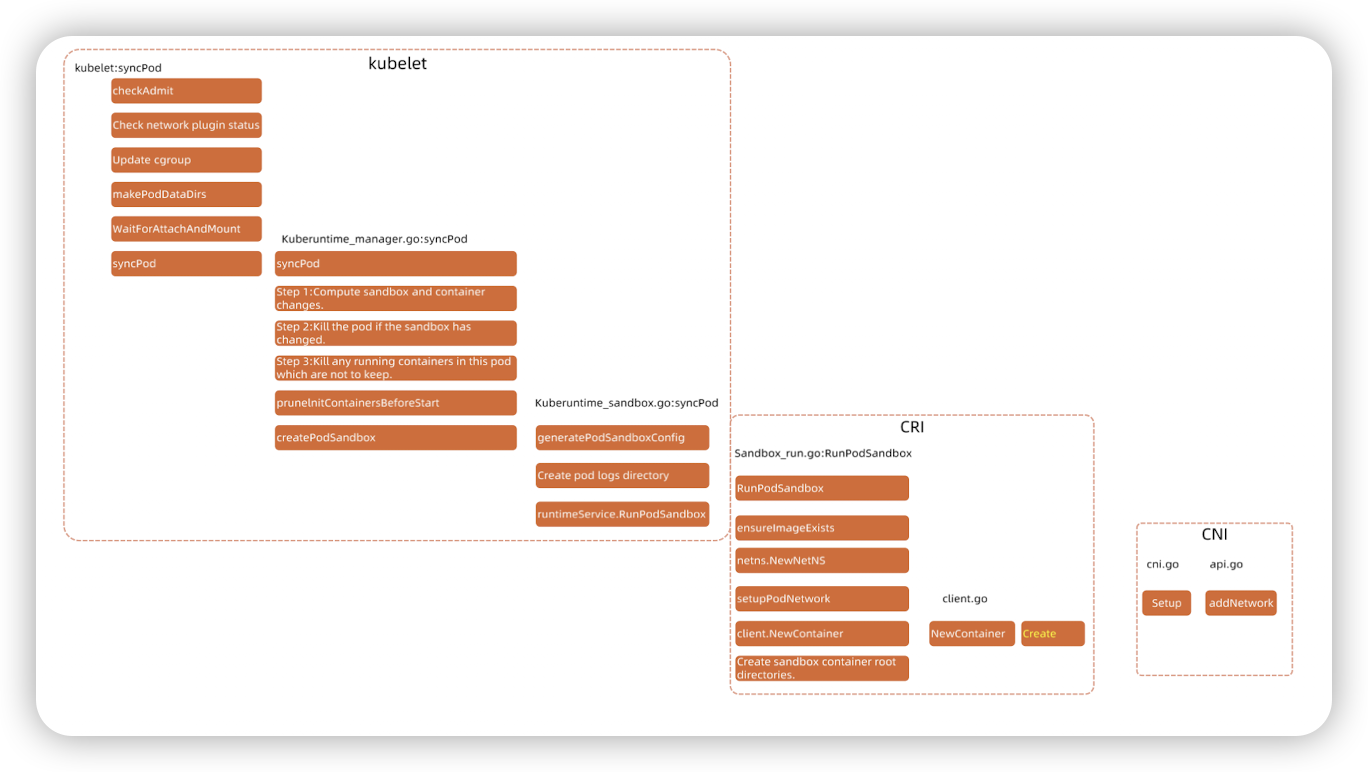 kubelet
kubelet:syncPod
checkAdmit
Check network plugin status
Update cgroup
makePodDataDirs
WaitForAttachAndMount
syncPod
Kuberuntime_manager.go:syncPod
syncPod
Step 1:Compute sandbox and container
changes.
Step 2:Kill the pod if the sandbox has
changed.
Step 3:Kill any running containers in this pod
which are not to keep.
pruneInitContainersBeforeStart
createPodSandbox
Kuberuntime_sandbox.go:syncPod
generatePodSandboxConfig
Create pod logs directory
runtimeService.RunPodSandbox
CRI
Sandbox_run.go:RunPodSandbox
RunPodSandbox
ensureImageExists
netns.NewNetNS
setupPodNetwork
client.NewContainer
Create sandbox container root
directories.
client.go
NewContainer
Create
CNI
cni.go
api.go
Setup
addNetwork